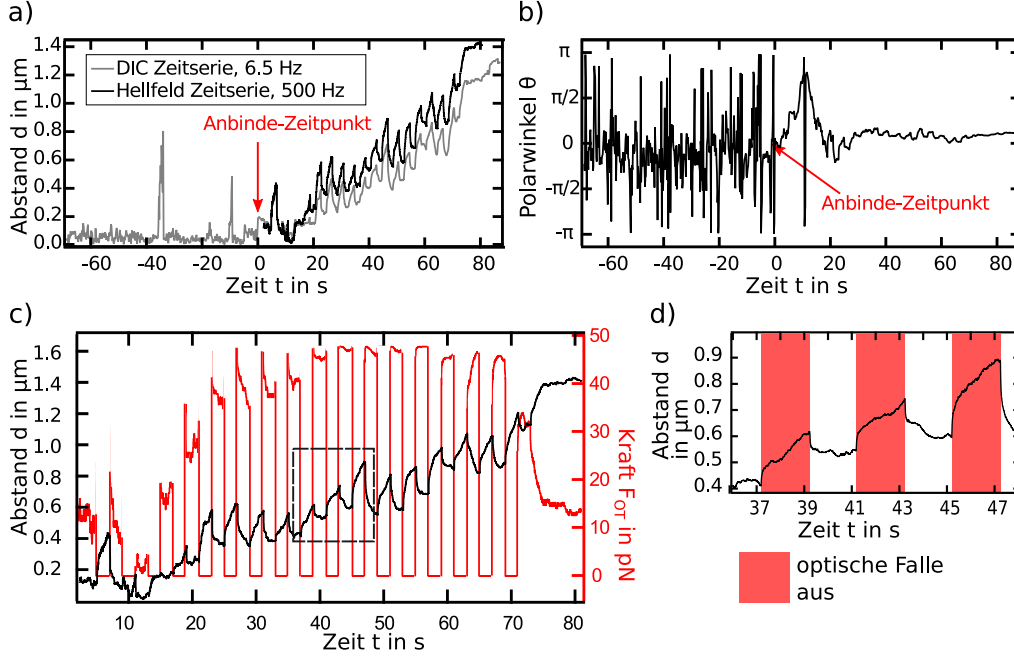 a)
Abstand d in µm
1.4
1.2
1.0
0.8
0.6
0.4
0.2
0.0
DIC Zeitserie, 6.5 Hz
Hellfeld Zeitserie, 500 Hz
Anbinde-Zeitpunkt
-60 -40 -20 0 20 40 60 80
Zeit t in s
b)
Polarwinkel θ
π
π/2
0
-π/2
-π
Anbinde-Zeitpunkt
-60 -40 -20 0 20 40 60 80
Zeit t in s
c)
Abstand d in µm
1.6
1.4
1.2
1.0
0.8
0.6
0.4
0.2
10 20 30 40 50 60 70 80
Zeit t in s
50
40
30
20
10
0
Kraft F_OT in pN
d)
Abstand d
in µm
0.9
0.8
0.7
0.6
0.5
0.4
37 39 41 43 45 47
Zeit t in s
optische Falle
aus